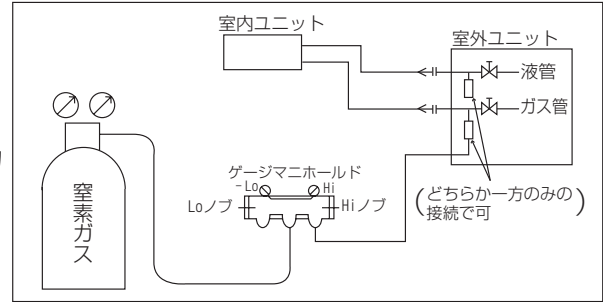 室内ユニット
室外ユニット
液管
ガス管
ゲージマニホールド
-Lo
Hi
Loノブ
Hiノブ
(どちらか一方のみの
接続で可)
窒素ガス